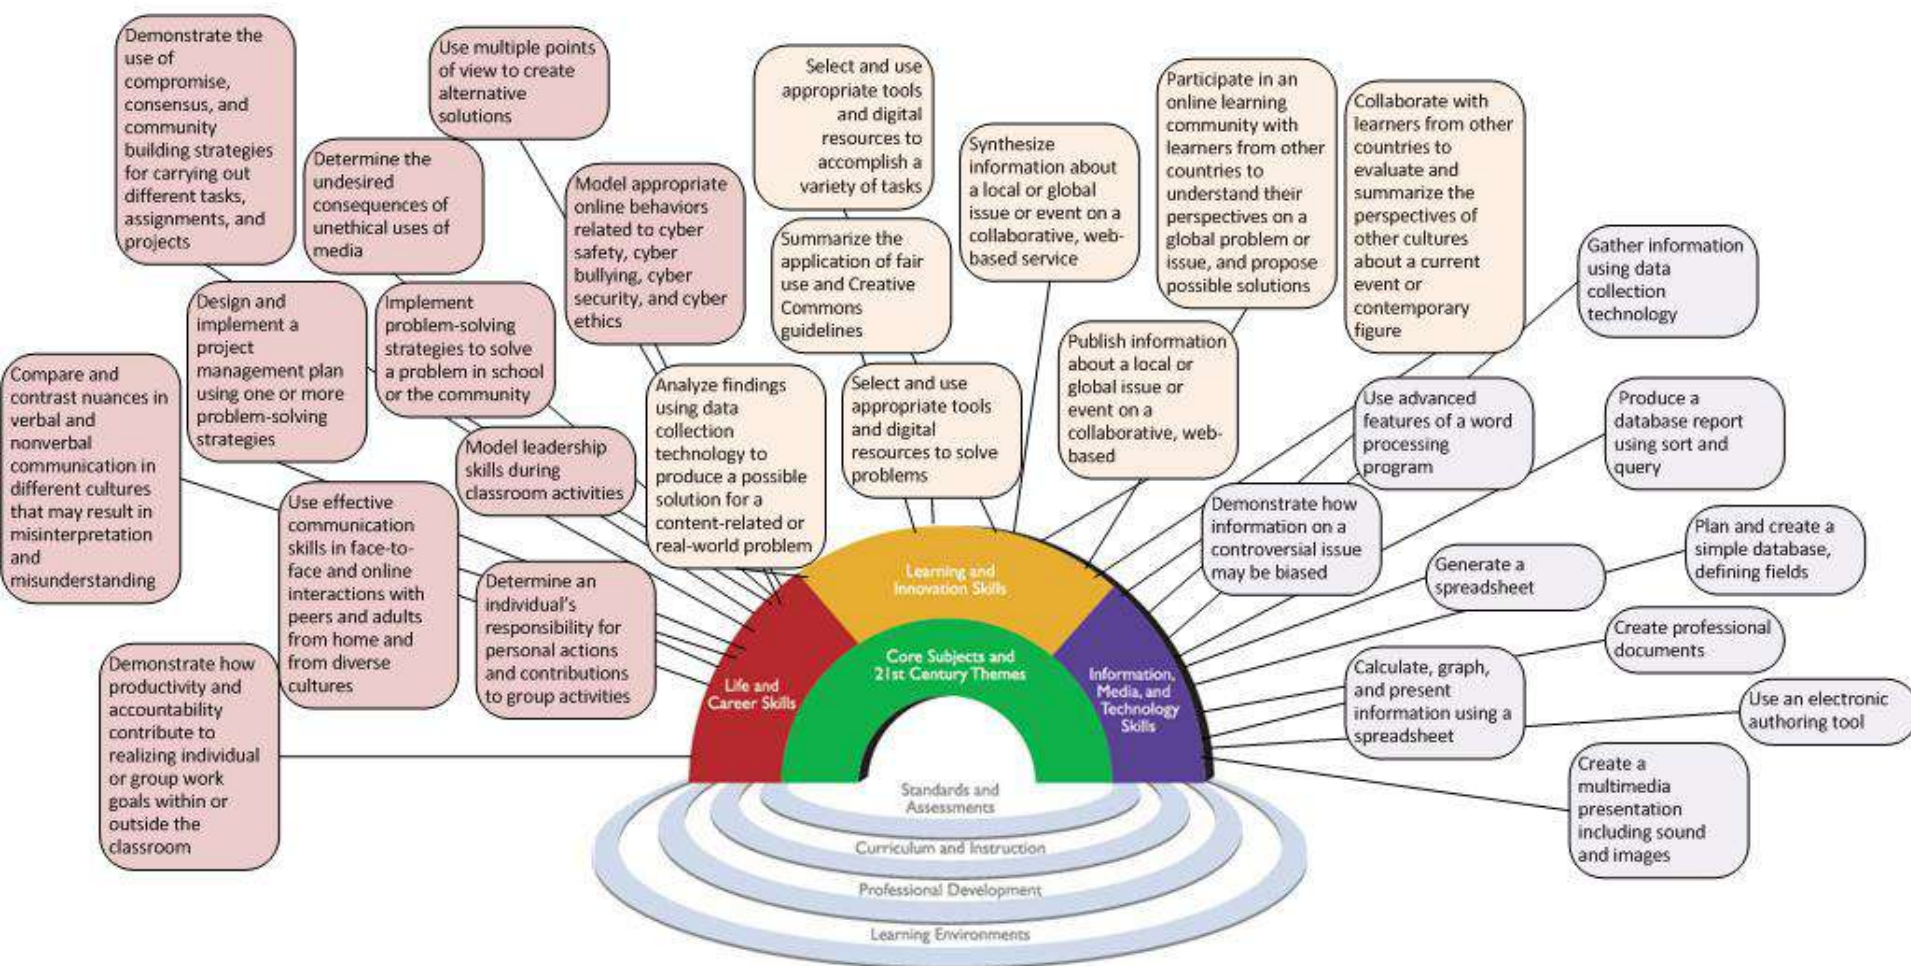 Demonstrate the
use of
compromise,
consensus, and
community
building strategies
for carrying out
different tasks,
assignments, and
projects
Use multiple points
of view to create
alternative
solutions
Determine the
undesired
consequences of
unethical uses of
media
Model appropriate
online behaviors
related to cyber
safety, cyber
bullying, cyber
security, and cyber
ethics
Design and
implement a
project
management plan
using one or more
problem-solving
strategies
Implement
problem-solving
strategies to solve
a problem in school
or the community
Compare and
contrast nuances in
verbal and
nonverbal
communication in
different cultures
that may result in
misinterpretation
and
misunderstanding
Model leadership
skills during
classroom activities
Use effective
communication
skills in face-to-
face and online
interactions with
peers and adults
from home and
from diverse
cultures
Determine an
individual's
responsibility for
personal actions
and contributions
to group activities
Demonstrate how
productivity and
accountability
contribute to
realizing individual
or group work
goals within or
outside the
classroom
Select and use
appropriate tools
and digital
resources to
accomplish a
variety of tasks
Summarize the
application of fair
use and Creative
Commons
guidelines
Analyze findings
using data
collection
technology to
produce a possible
solution for a
content-related or
real-world problem
Select and use
appropriate tools
and digital
resources to solve
problems
Synthesize
information about
a local or global
issue or event on a
collaborative, web-
based service
Publish information
about a local or
global issue or
event on a
collaborative, web-
based
Participate in an
online learning
community with
learners from other
countries to
understand their
perspectives on a
global problem or
issue, and propose
possible solutions
Collaborate with
learners from other
countries to
evaluate and
summarize the
perspectives of
other cultures
about a current
event or
contemporary
figure
Gather information
using data
collection
technology
Use advanced
features of a word
processing
program
Produce a
database report
using sort and
query
Demonstrate how
information on a
controversial issue
may be biased
Generate a
spreadsheet
Plan and create a
simple database,
defining fields
Create professional
documents
Calculate, graph,
and present
information using a
spreadsheet
Use an electronic
authoring tool
Create a
multimedia
presentation
including sound
and images
Learning and
Innovation Skills
Core Subjects and
21st Century Themes
Life and
Career Skills
Information,
Media, and
Technology
Skills
Standards and
Assessments
Curriculum and Instruction
Professional Development
Learning Environments